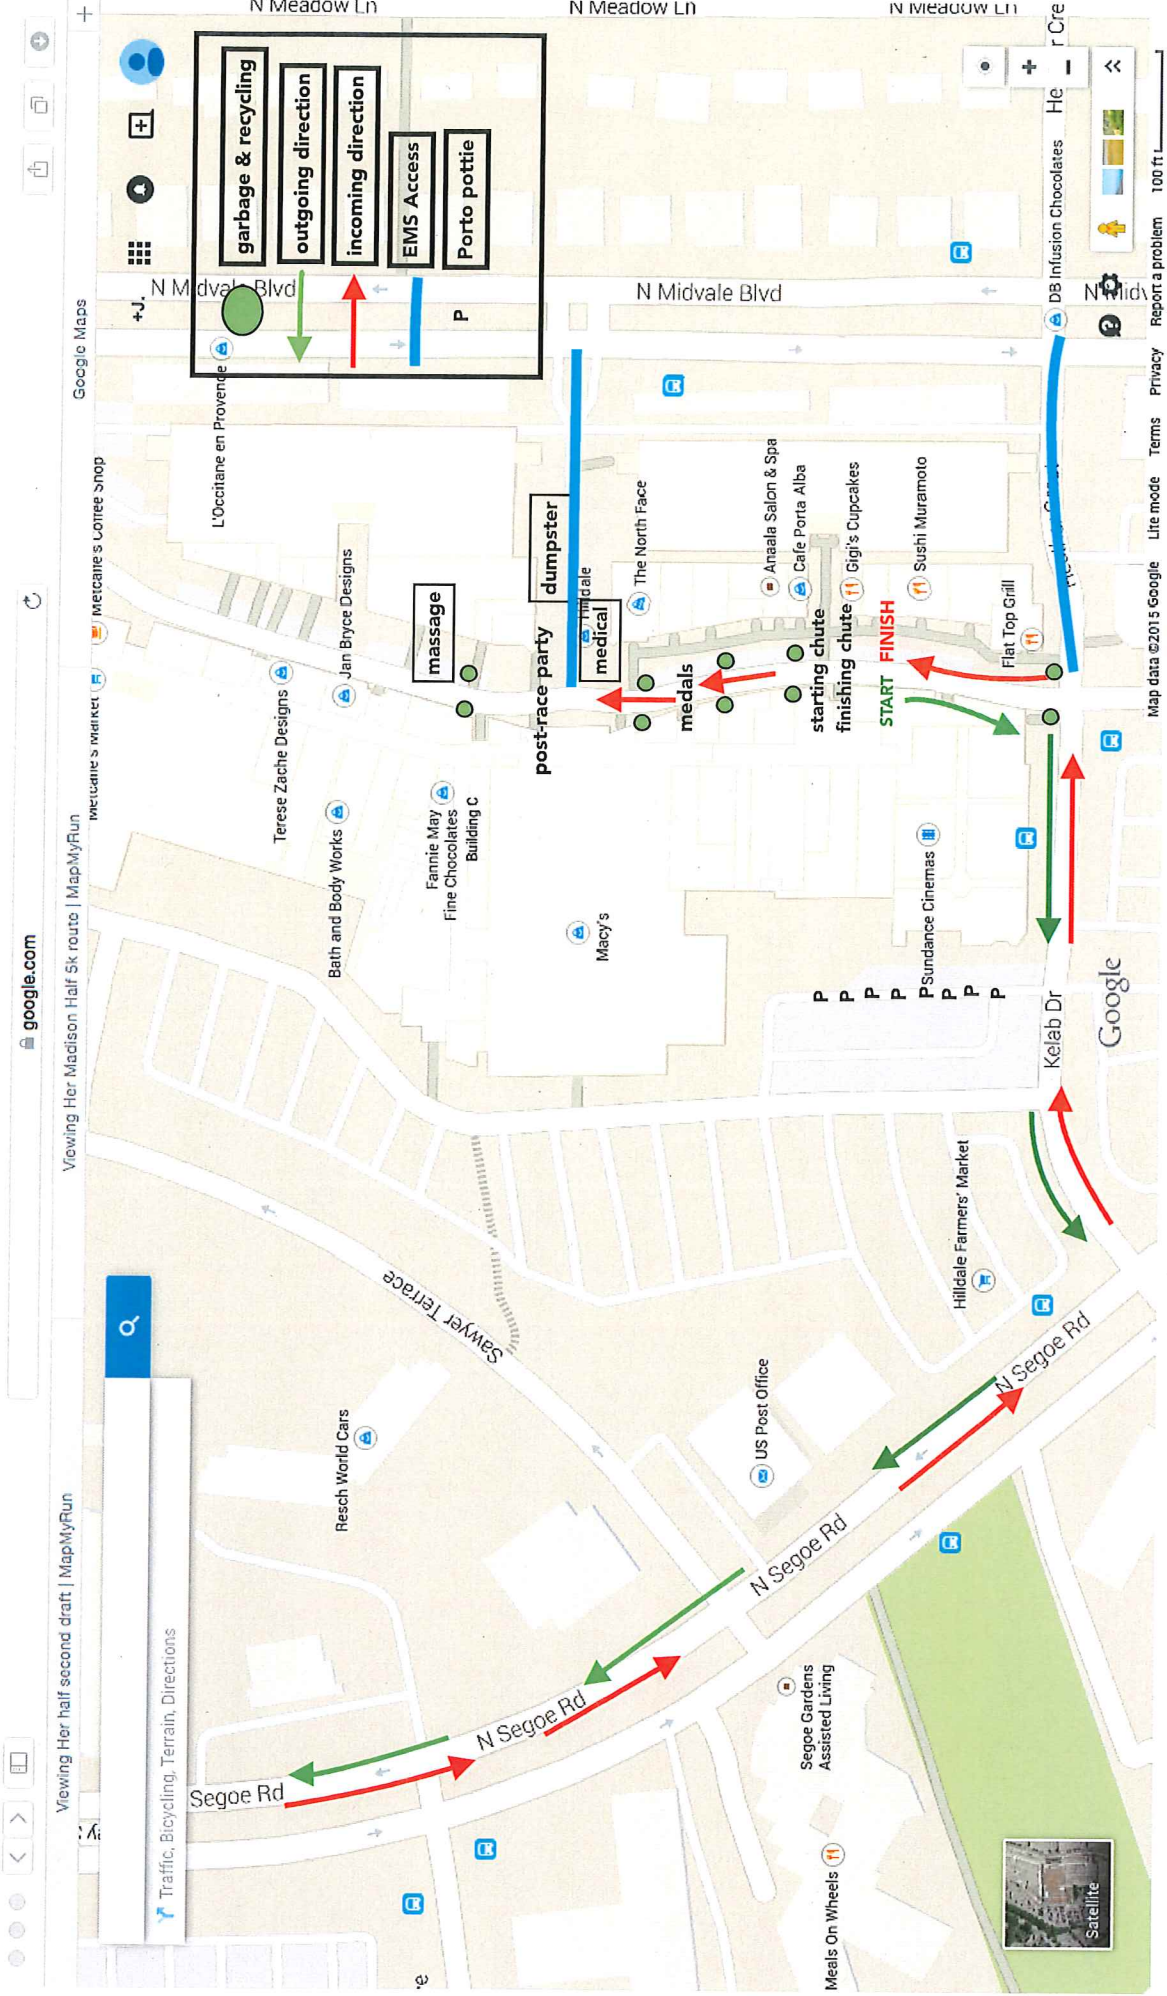 google.com
Viewing Her half second draft | MapMyRun
Viewing Her Madison Half 5k route | MapMyRun
Google Maps
+
+J.
Traffic, Bicycling, Terrain, Directions
garbage & recycling
outgoing direction
incoming direction
EMS Access
P
Porto pottie
N Meadow Ln
N Meadow Ln
N Meadow Ln
N Midvale Blvd
N Midvale Blvd
Segoe Rd
N Segoe Rd
N Segoe Rd
N Segoe Rd
Sawyer Terrace
Kelab Dr
Metcalfe's Market
Metcalfe's Coffee Shop
L'Occitane en Provence
Terese Zache Designs
Jan Bryce Designs
Bath and Body Works
Resch World Cars
Fannie May
Fine Chocolates
Building C
massage
post-race party
dumpster
Hilldale
medical
The North Face
Macy's
medals
US Post Office
Anaala Salon & Spa
Cafe Porta Alba
starting chute
finishing chute
Gigi's Cupcakes
START
FINISH
Sushi Muramoto
Sundance Cinemas
P
P
P
P
P
P
P
P
Flat Top Grill
Hilldale Farmers' Market
Segoe Gardens
Assisted Living
Meals On Wheels
DB Infusion Chocolates
Satellite
Google
Map data ©2015 Google
Lite mode
Terms
Privacy
Report a problem
100 ft